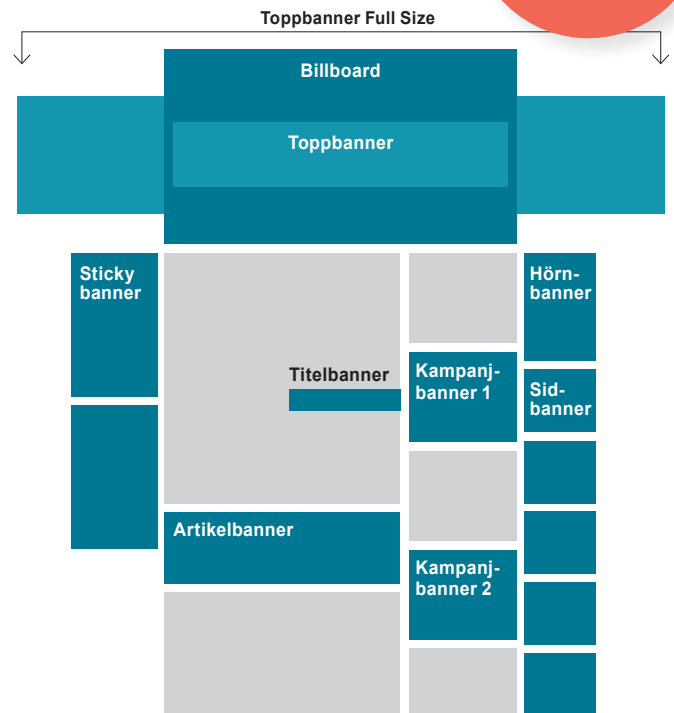 Toppbanner Full Size
Billboard
Toppbanner
Sticky
banner
Hörn-
banner
Titelbanner
Kampanj-
banner 1
Sid-
banner
Artikelbanner
Kampanj-
banner 2